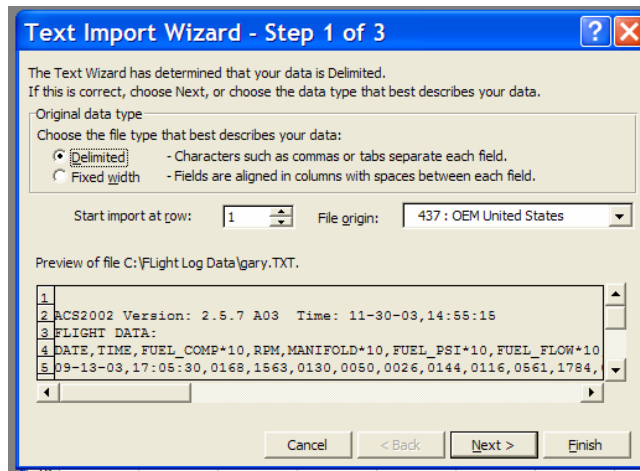 Text Import Wizard - Step 1 of 3
The Text Wizard has determined that your data is Delimited.
If this is correct, choose Next, or choose the data type that best describes your data.
Original data type
Choose the file type that best describes your data:
Delimited - Characters such as commas or tabs separate each field.
Fixed width - Fields are aligned in columns with spaces between each field.
Start import at row: 1 File origin: 437 : OEM United States
Preview of file C:\FLight Log Data\gary.TXT.
1
2 ACS2002 Version: 2.5.7 A03 Time: 11-30-03,14:55:15
3 FLIGHT DATA:
4 DATE,TIME,FUEL_COMP*10,RPM,MANIFOLD*10,FUEL_PSI*10,FUEL_FLOW*10
5 09-13-03,17:05:30,0168,1563,0130,0050,0026,0144,0116,0561,1784,
Cancel < Back Next > Finish